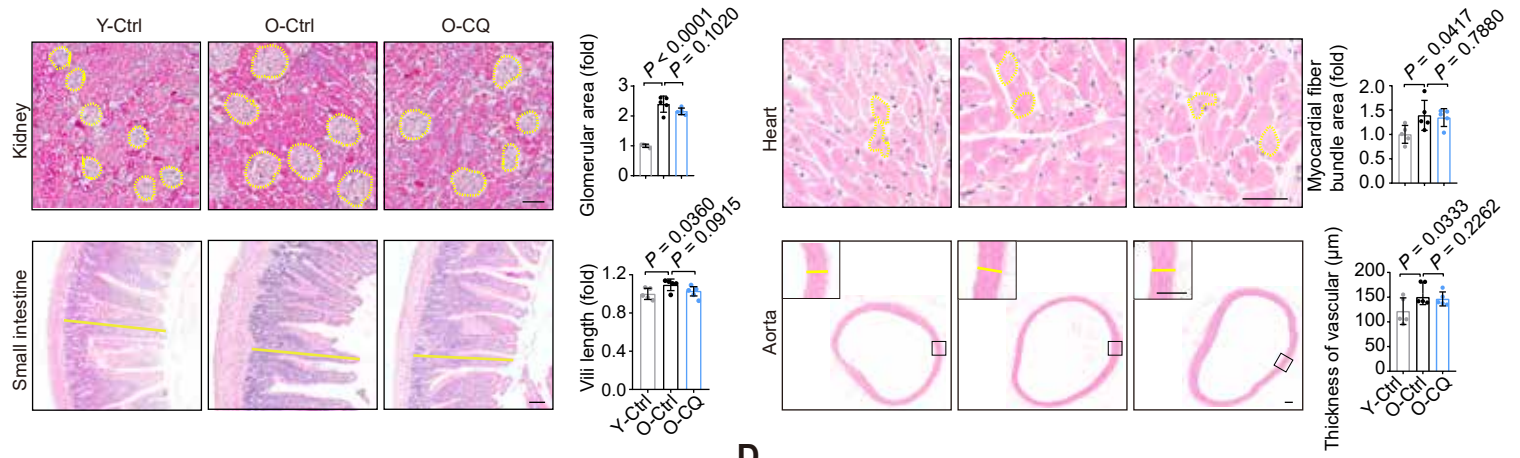 Y-Ctrl
O-Ctrl
O-CQ
Kidney
Glomerular area (fold)
P < 0.0001
P = 0.1020
3
2
1
0
Heart
Myocardial fiber
bundle area (fold)
P = 0.0417
P = 0.7880
2.0
1.5
1.0
0.5
0.0
Small intestine
Vili length (fold)
P = 0.0360
P = 0.0915
1.2
0.8
0.4
0.0
Y-Ctrl
O-Ctrl
O-CQ
Aorta
Thickness of vascular (μm)
P = 0.0333
P = 0.2262
200
150
100
50
0
Y-Ctrl
O-Ctrl
O-CQ